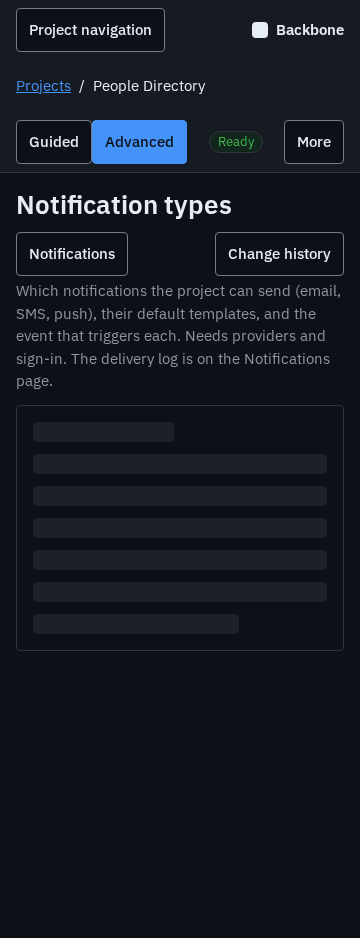 Project navigation
Backbone
Projects / People Directory
Guided
Advanced
Ready
More
Notification types
Notifications
Change history
Which notifications the project can send (email,
SMS, push), their default templates, and the
event that triggers each. Needs providers and
sign-in. The delivery log is on the Notifications
page.